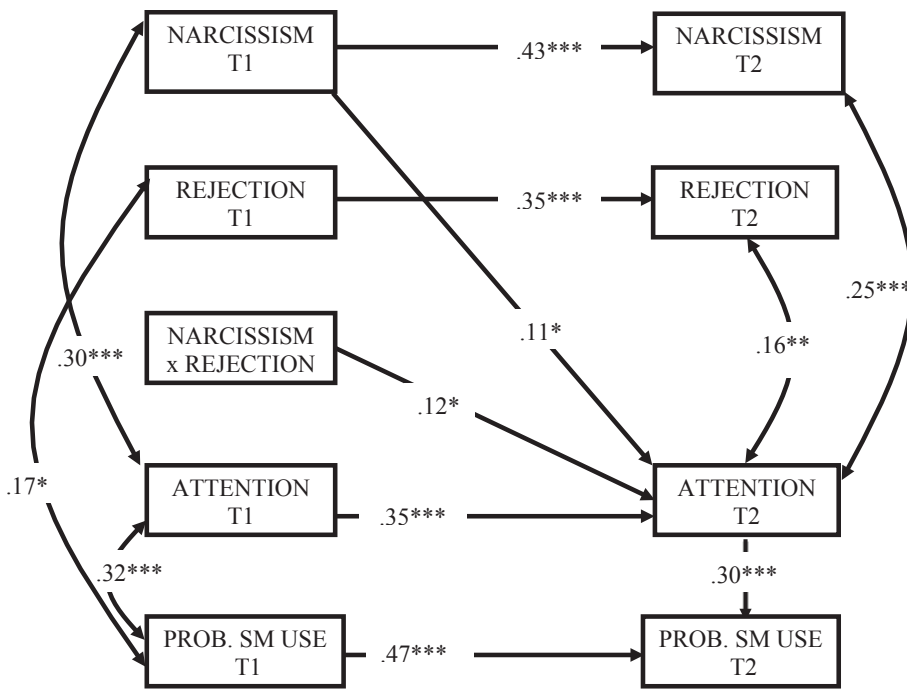 NARCISSISM
T1
.43***
NARCISSISM
T2
REJECTION
T1
.35***
REJECTION
T2
.25***
NARCISSISM
x REJECTION
.30***
.11*
.16**
.12*
ATTENTION
T1
.17*
.35***
ATTENTION
T2
.32***
.30***
PROB. SM USE
T1
.47***
PROB. SM USE
T2